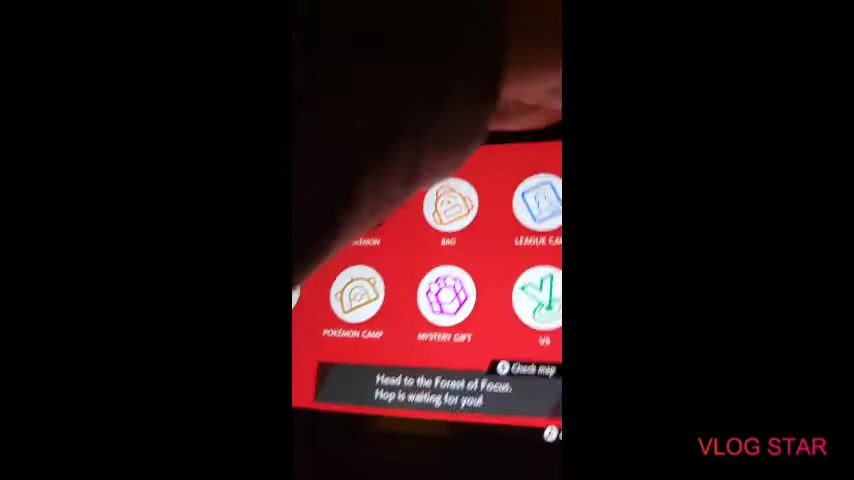 BAG
POKÉMON CAMP
MYSTERY GIFT
VS
Check map
Head to the Forest of Focus.
Hop is waiting for you!
VLOG STAR